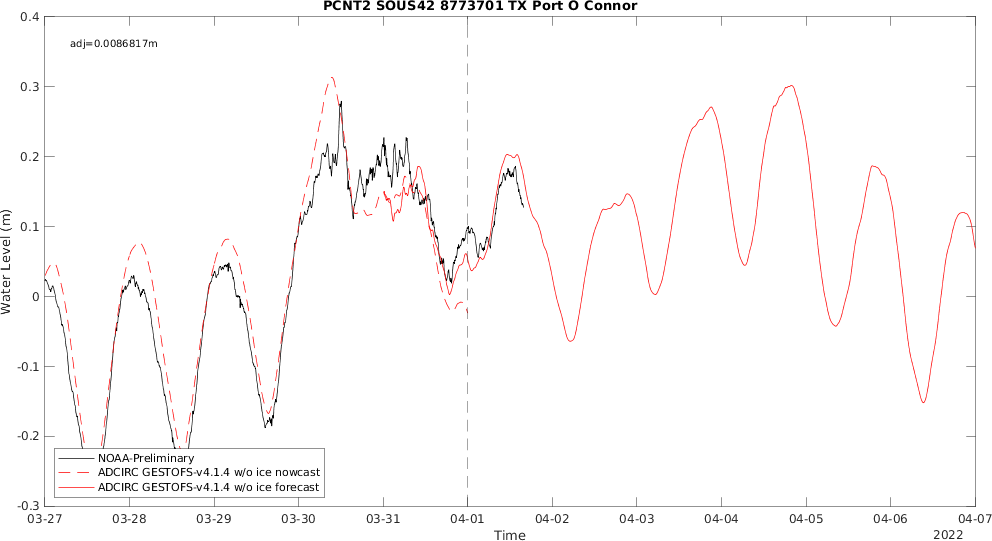 PCNT2 SOUS42 8773701 TX Port O Connor
adj=0.0086817m
Water Level (m)
0.4
0.3
0.2
0.1
0
-0.1
-0.2
-0.3
NOAA-Preliminary
ADCIRC GESTOFS-v4.1.4 w/o ice nowcast
ADCIRC GESTOFS-v4.1.4 w/o ice forecast
03-27 03-28 03-29 03-30 03-31 04-01 04-02 04-03 04-04 04-05 04-06 04-07
Time
2022